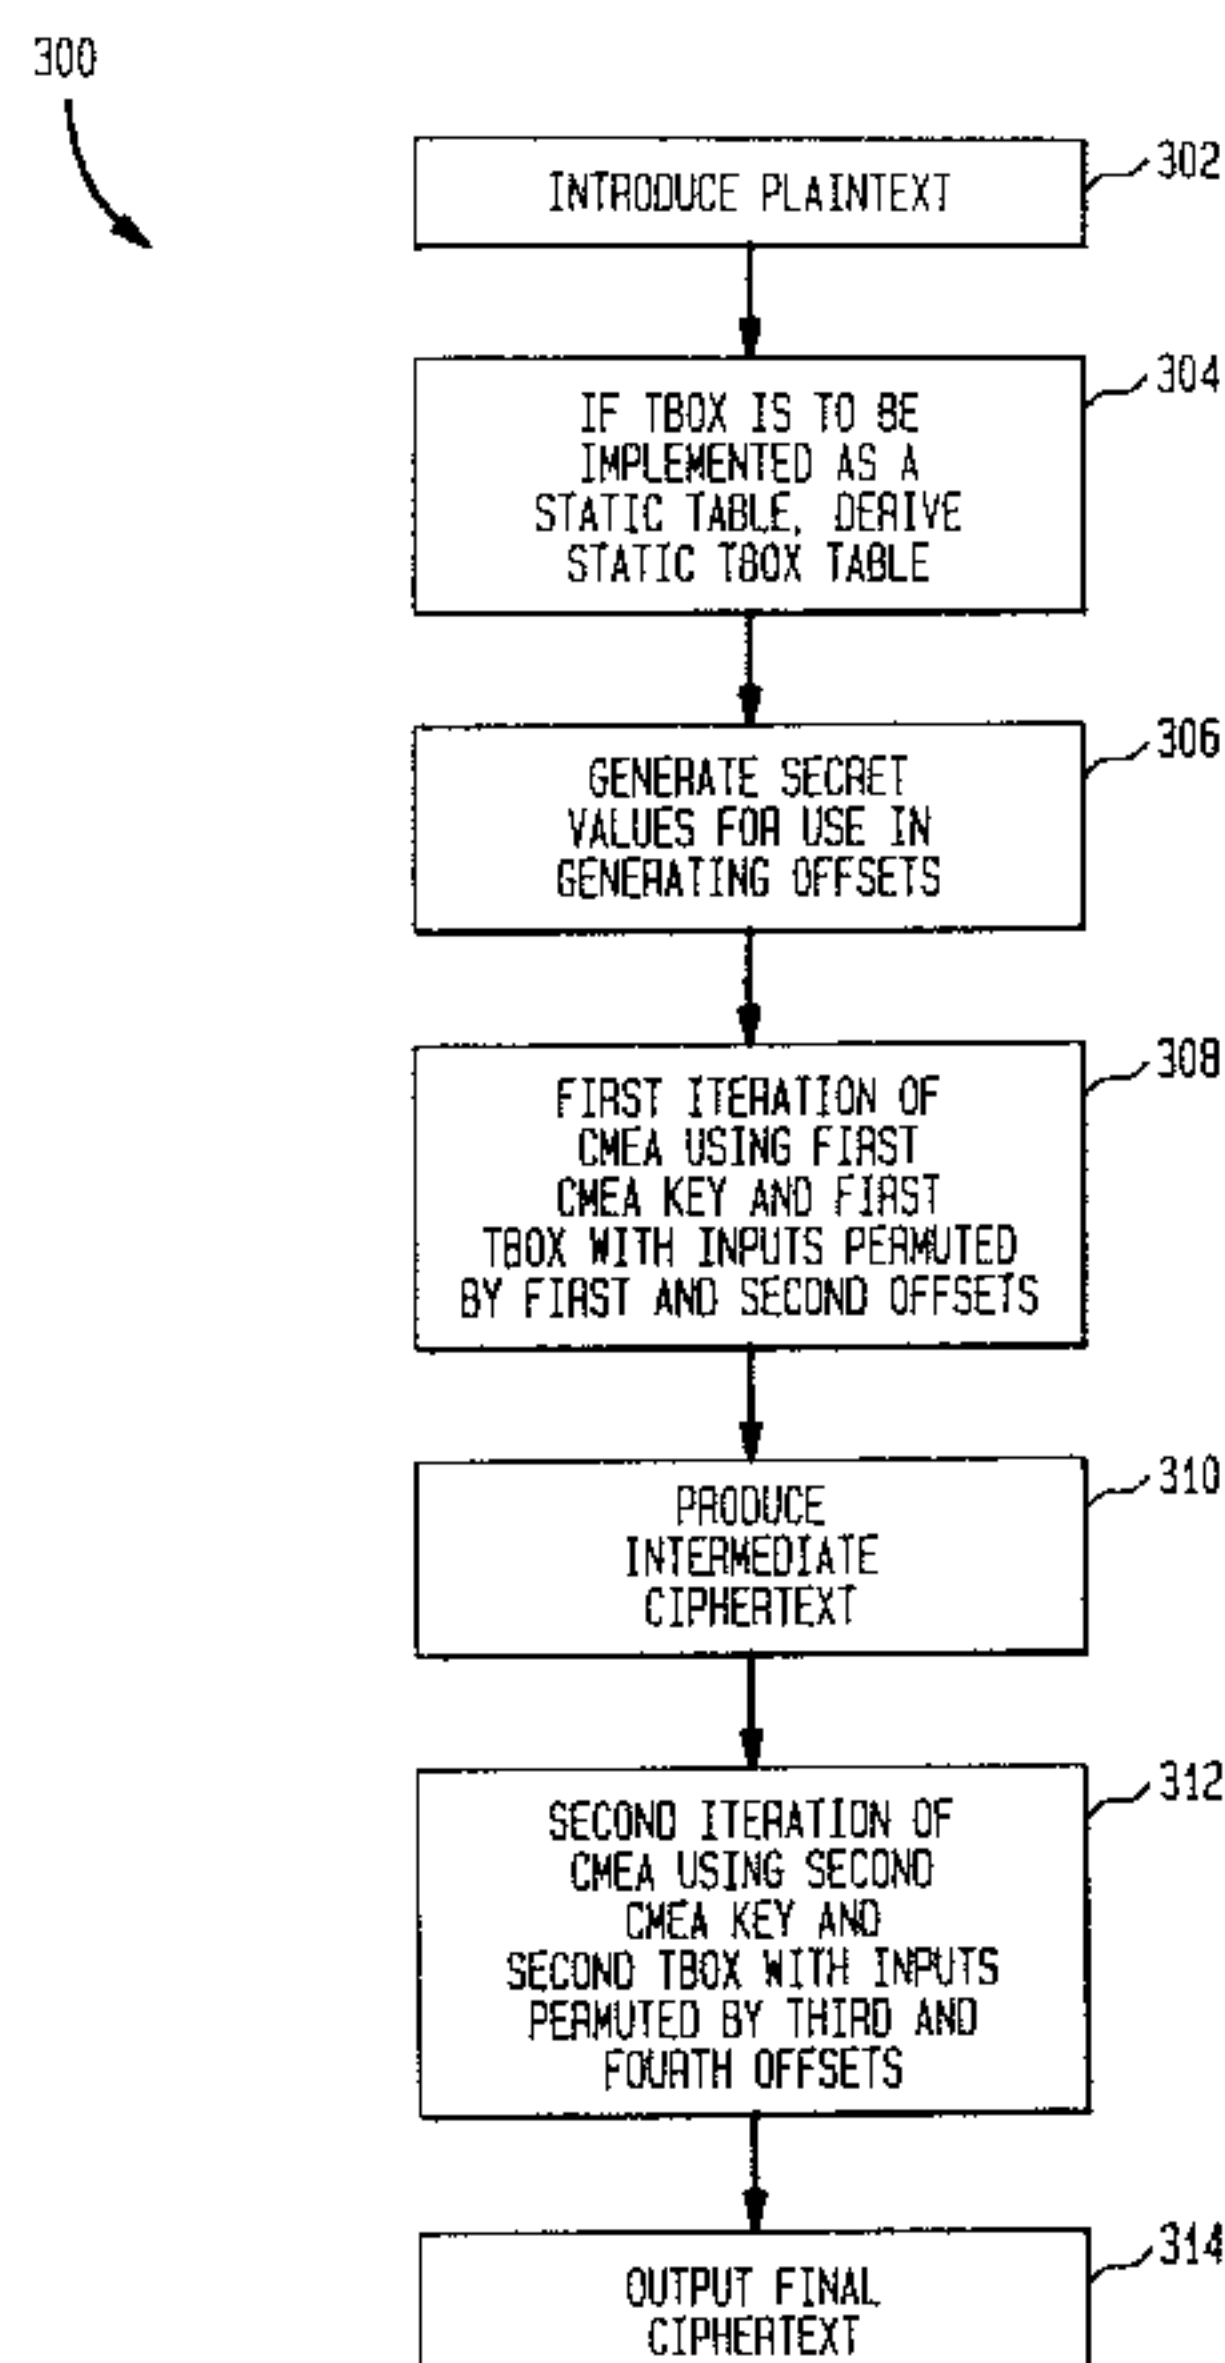 300
302
INTRODUCE PLAINTEXT
304
IF TBOX IS TO BE
IMPLEMENTED AS A
STATIC TABLE, DERIVE
STATIC TBOX TABLE
306
GENERATE SECRET
VALUES FOR USE IN
GENERATING OFFSETS
308
FIRST ITERATION OF
CMEA USING FIRST
CMEA KEY AND FIRST
TBOX WITH INPUTS PERMUTED
BY FIRST AND SECOND OFFSETS
310
PRODUCE
INTERMEDIATE
CIPHERTEXT
312
SECOND ITERATION OF
CMEA USING SECOND
CMEA KEY AND
SECOND TBOX WITH INPUTS
PERMUTED BY THIRD AND
FOURTH OFFSETS
314
OUTPUT FINAL
CIPHERTEXT